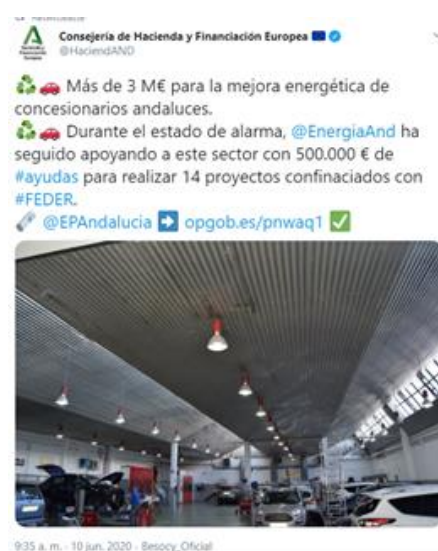 Consejería de Hacienda y Financiación Europea
@HaciendAND
Más de 3 M€ para la mejora energética de
concesionarios andaluces.
Durante el estado de alarma, @EnergiaAnd ha
seguido apoyando a este sector con 500.000 € de
#ayudas para realizar 14 proyectos confinaciados con
#FEDER.
@EPAndalucia opgob.es/pnwaq1
9:35 a. m. · 10 jun. 2020 · Besocy_Oficial